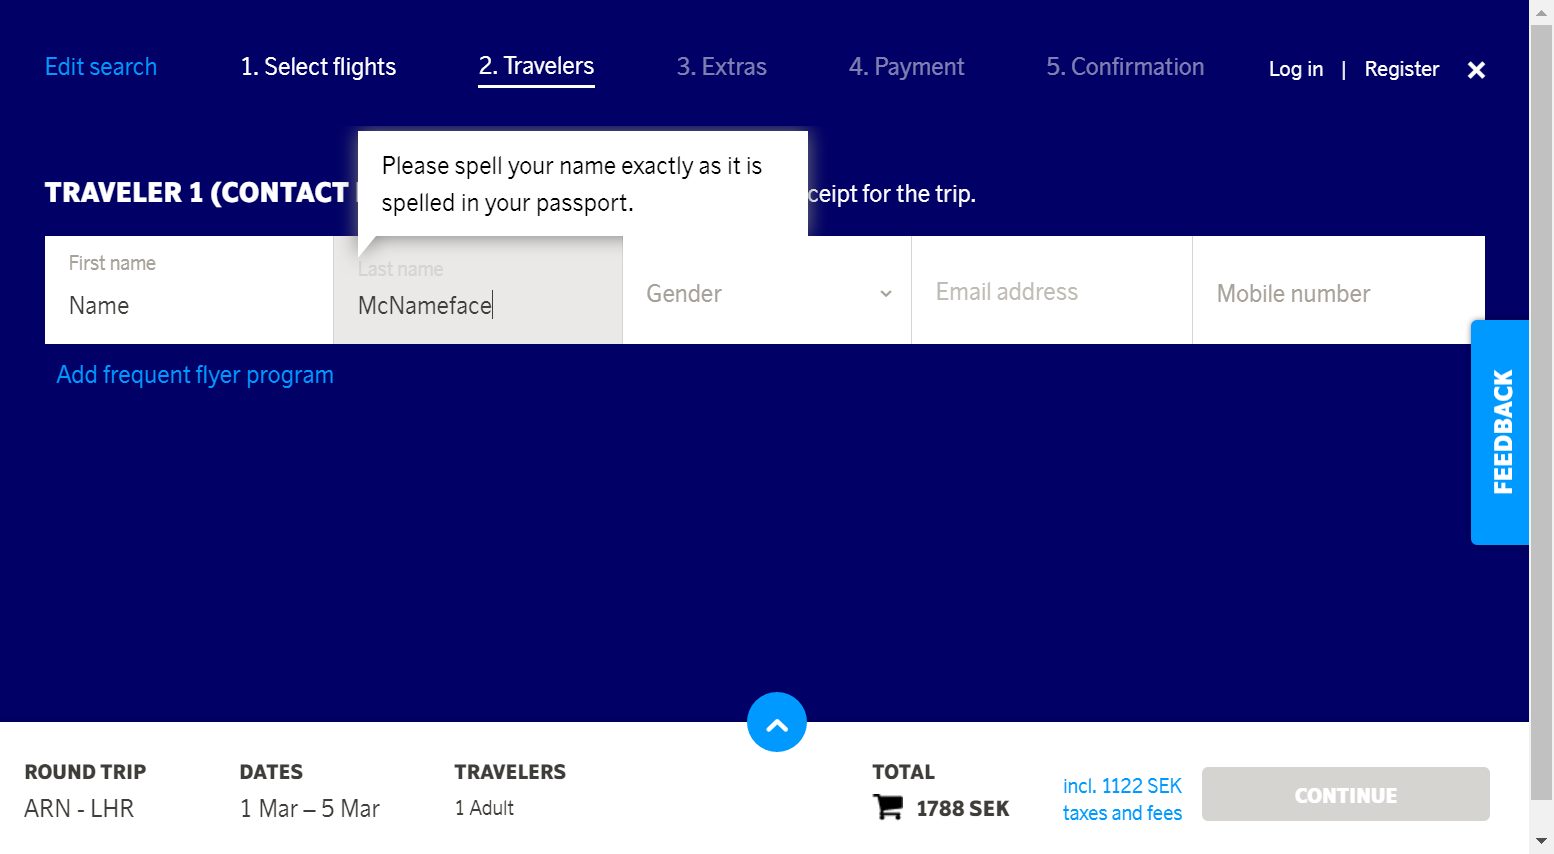 Edit search
1. Select flights
2. Travelers
3. Extras
4. Payment
5. Confirmation
Log in | Register
Please spell your name exactly as it is
spelled in your passport.
TRAVELER 1 (CONTACT
ceipt for the trip.
First name
Name
Last name
McNameface
Gender
Email address
Mobile number
Add frequent flyer program
FEEDBACK
ROUND TRIP
ARN - LHR
DATES
1 Mar – 5 Mar
TRAVELERS
1 Adult
TOTAL
1788 SEK
incl. 1122 SEK
taxes and fees
CONTINUE